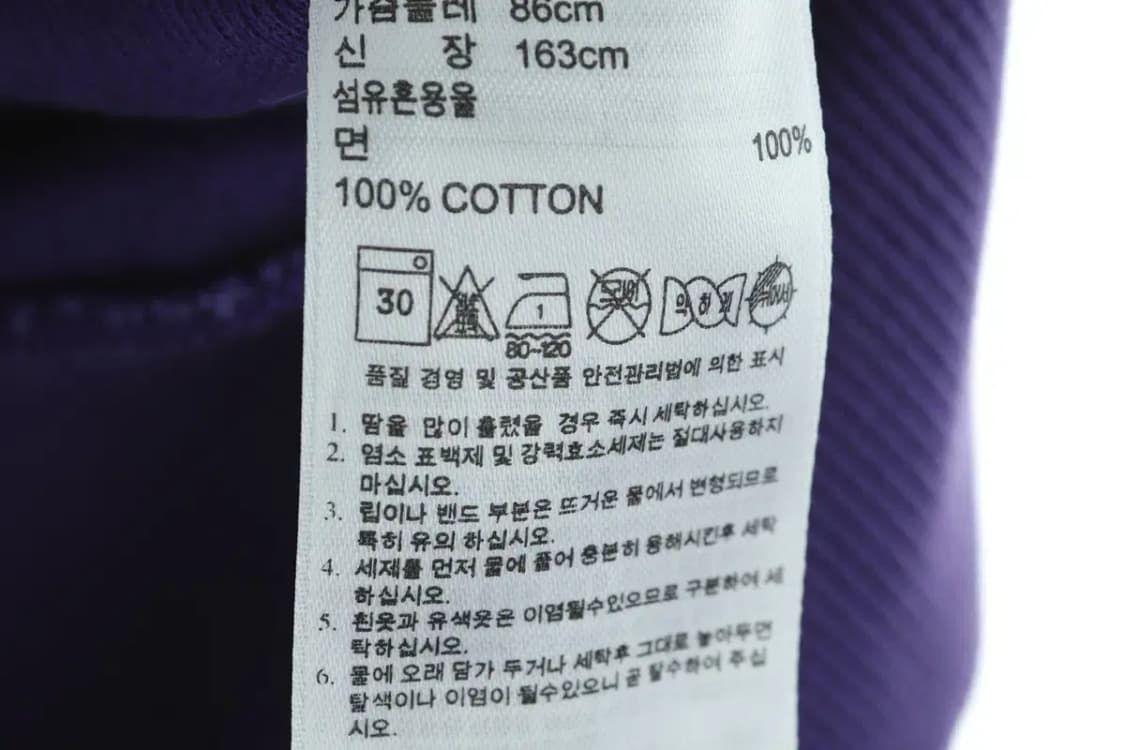 가슴둘레 86cm
신 장 163cm
섬유혼용율
면 100%
100% COTTON
30
1
80~120
품질 경영 및 공산품 안전관리법에 의한 표시
1. 땀을 많이 흘렸을 경우 즉시 세탁하십시오.
2. 염소 표백제 및 강력효소세제는 절대사용하지
마십시오.
3. 립이나 밴드 부분은 뜨거운 물에서 변형되므로
특히 유의 하십시오.
4. 세제를 먼저 물에 풀어 충분히 용해시킨후 세탁
하십시오.
5. 흰옷과 유색옷은 이염될수있으므로 구분하여 세
탁하십시오.
6. 물에 오래 담가 두거나 세탁후 그대로 놓아두면
탈색이나 이염이 될수있으니 곧 탈수하여 주십
시오.